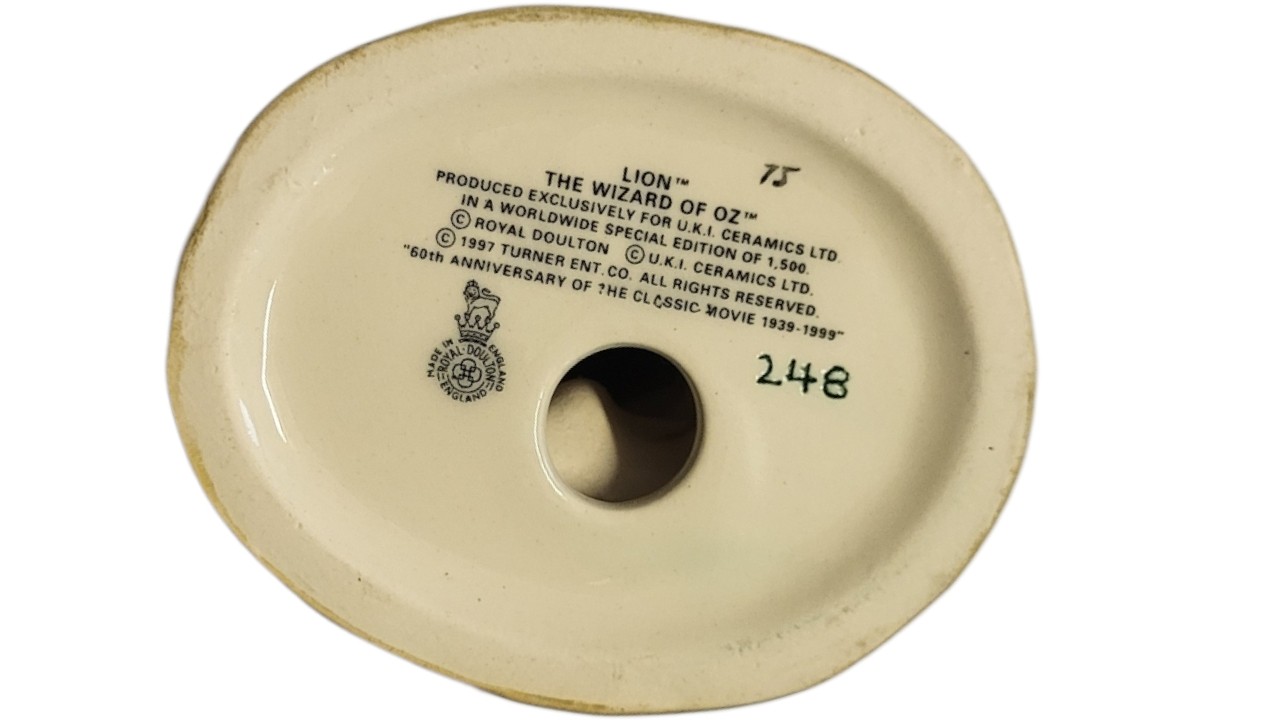 LION™
75
THE WIZARD OF OZ™
PRODUCED EXCLUSIVELY FOR U.K.I. CERAMICS LTD.
IN A WORLDWIDE SPECIAL EDITION OF 1,500.
© ROYAL DOULTON © U.K.I. CERAMICS LTD.
© 1997 TURNER ENT. CO. ALL RIGHTS RESERVED.
"60th ANNIVERSARY OF THE CLASSIC MOVIE 1939-1999"
MADE IN ENGLAND
ROYAL·DOULTON
ENGLAND
248